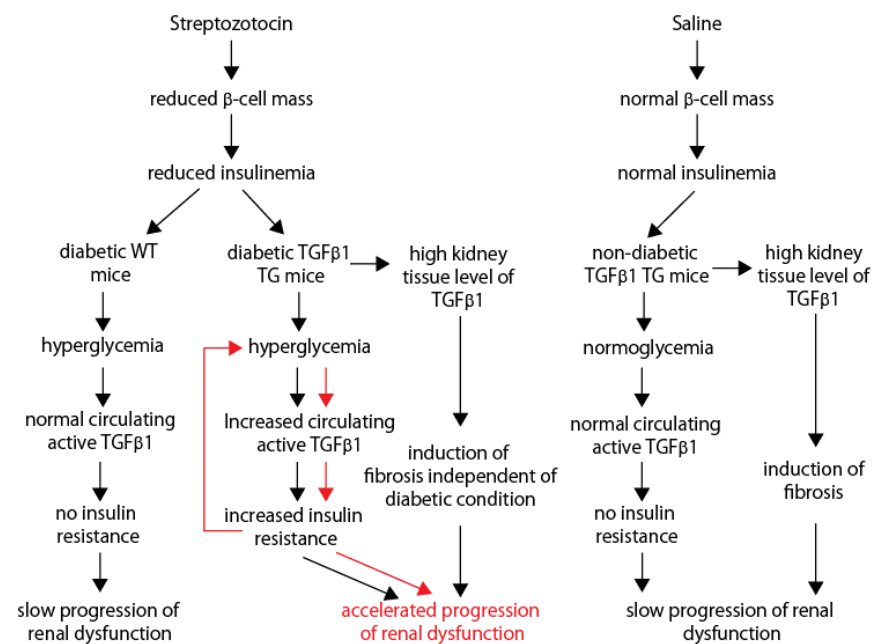 Streptozotocin
reduced β-cell mass
reduced insulinemia
diabetic WT
mice
hyperglycemia
normal circulating
active TGFβ1
no insulin
resistance
slow progression of
renal dysfunction
diabetic TGFβ1
TG mice
hyperglycemia
Increased circulating
active TGFβ1
increased insulin
resistance
high kidney
tissue level of
TGFβ1
induction of
fibrosis independent of
diabetic condition
accelerated progression
of renal dysfunction
Saline
normal β-cell mass
normal insulinemia
non-diabetic
TGFβ1 TG mice
normoglycemia
normal circulating
active TGFβ1
no insulin
resistance
high kidney
tissue level of
TGFβ1
induction of
fibrosis
slow progression of renal
dysfunction